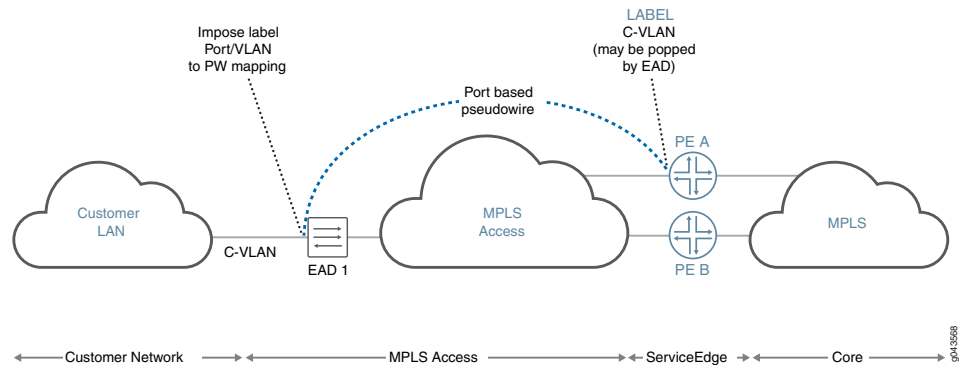 Impose label
Port/VLAN
to PW mapping
LABEL
C-VLAN
(may be popped
by EAD)
Port based
pseudowire
PE A
Customer
LAN
MPLS
Access
MPLS
C-VLAN
EAD 1
PE B
Customer Network
MPLS Access
ServiceEdge
Core
g043568